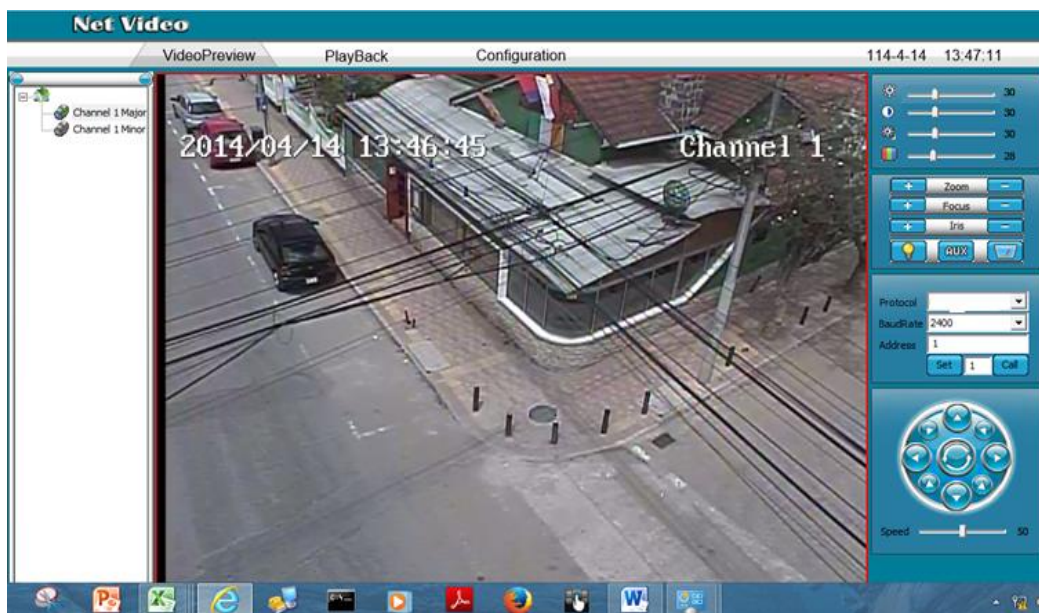 Net Video
VideoPreview PlayBack Configuration 114-4-14 13:47:11
Channel 1 Major
Channel 1 Minor
2014/04/14 13:46:45 Channel 1
30
30
30
28
+ Zoom -
+ Focus -
+ Iris -
AUX
Protocol
BaudRate 2400
Address 1
Set 1 Call
Speed 50